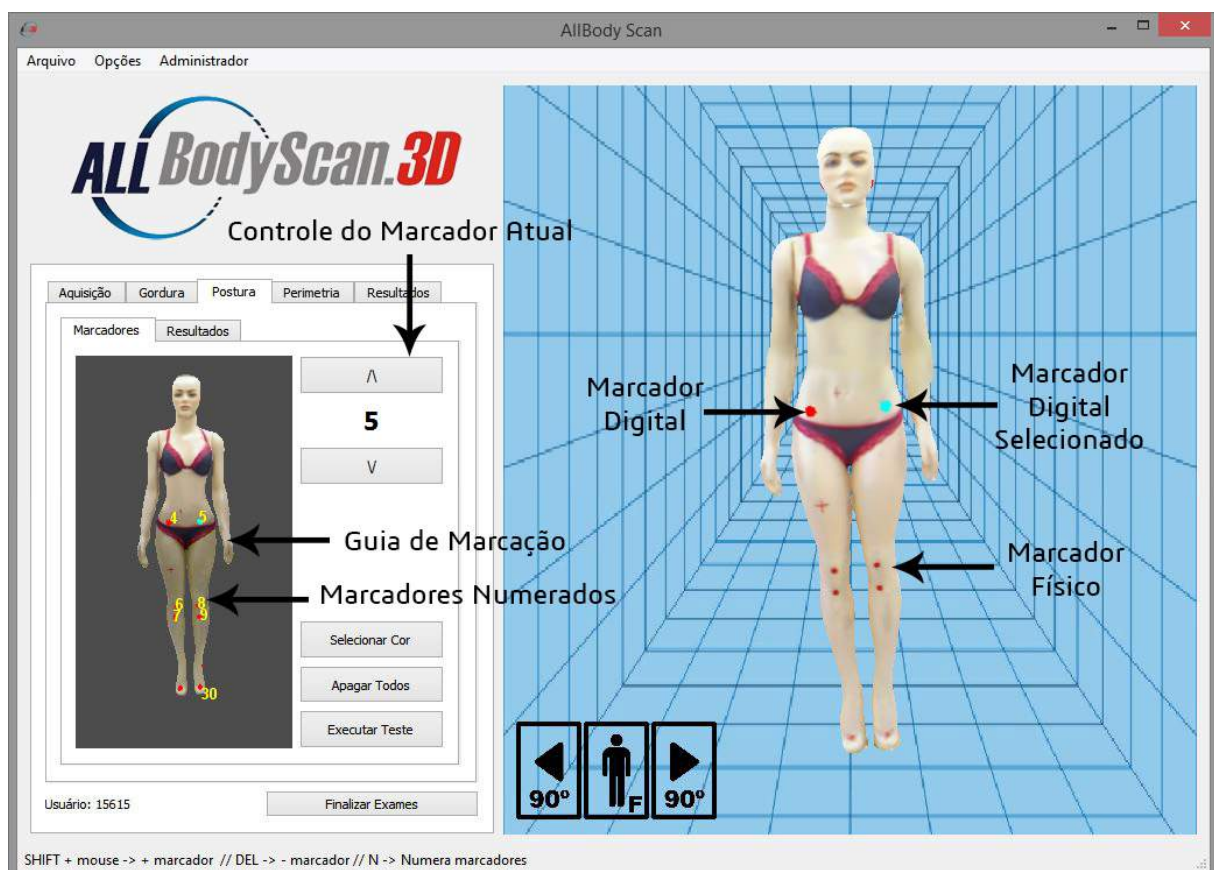 AllBody Scan
Arquivo Opções Administrador
ALL BodyScan.3D
Controle do Marcador Atual
Aquisição Gordura Postura Perimetria Resultados
Marcadores Resultados
/\
5
\/
4 5
6 8
7 9
30
Guia de Marcação
Marcadores Numerados
Selecionar Cor
Apagar Todos
Executar Teste
Usuário: 15615
Finalizar Exames
Marcador
Digital
Marcador
Digital
Selecionado
Marcador
Físico
90º F 90º
SHIFT + mouse -> + marcador // DEL -> - marcador // N -> Numera marcadores